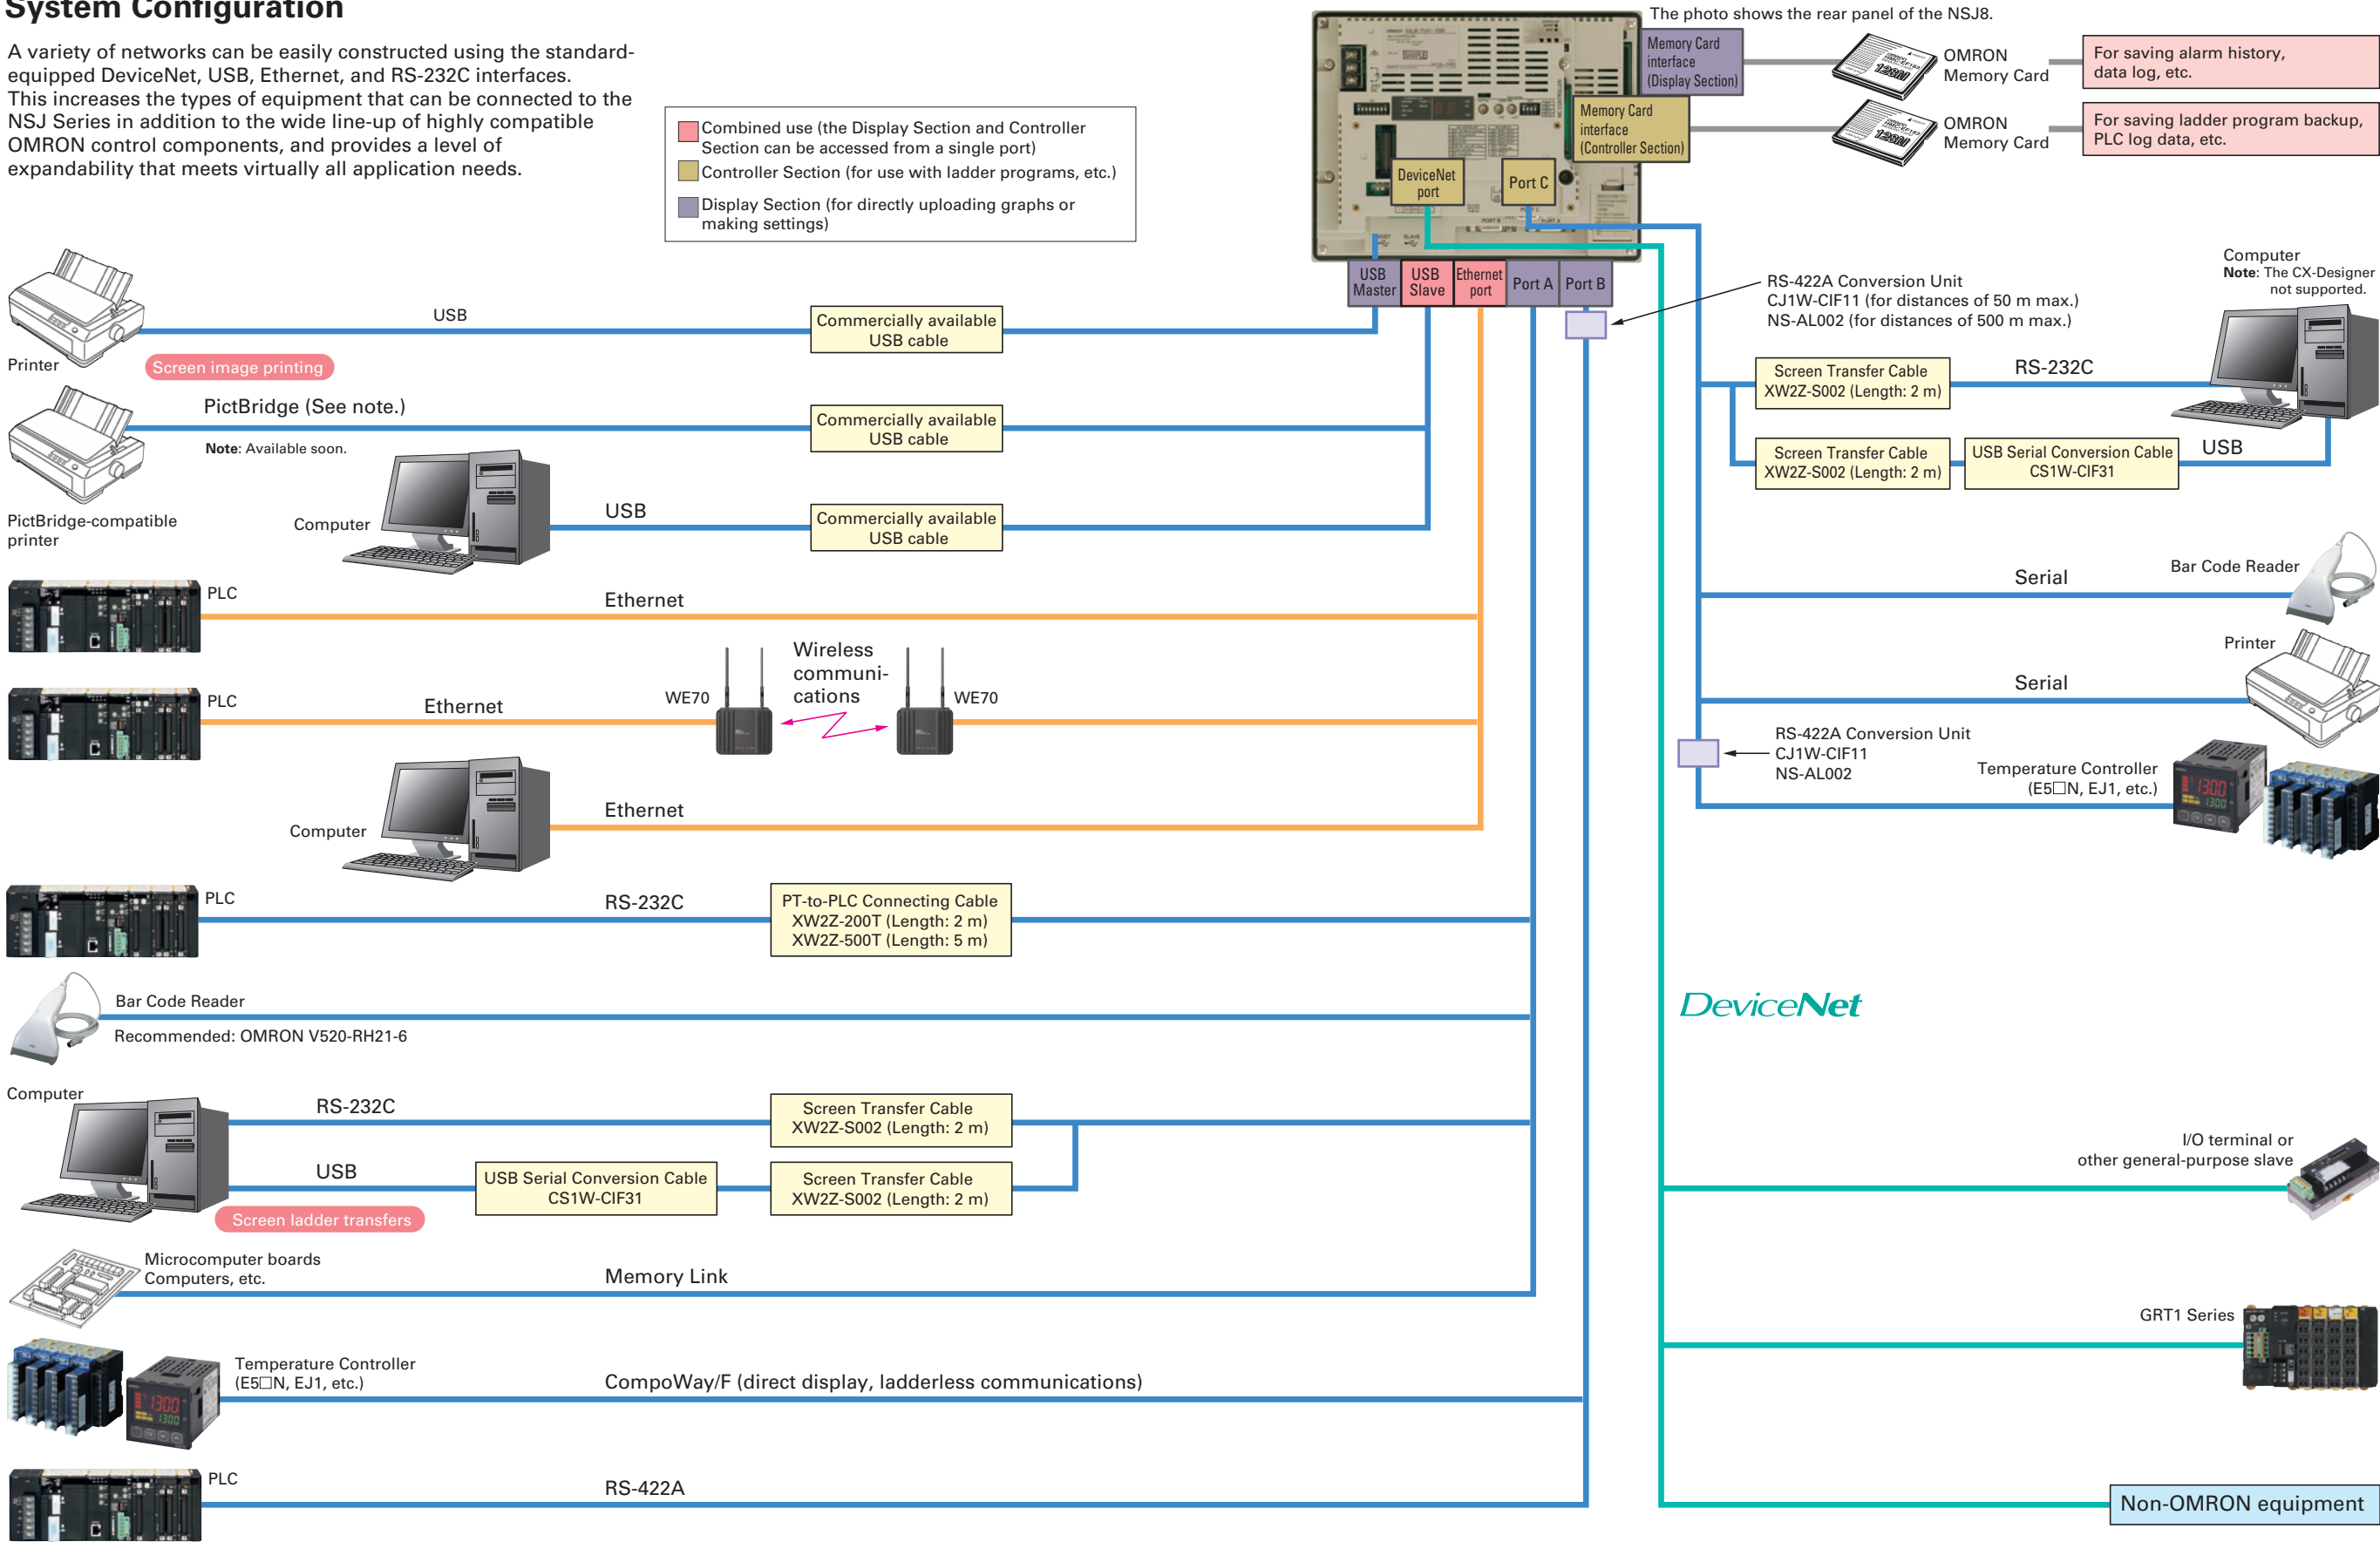 System Configuration
A variety of networks can be easily constructed using the standard-
equipped DeviceNet, USB, Ethernet, and RS-232C interfaces.
This increases the types of equipment that can be connected to the
NSJ Series in addition to the wide line-up of highly compatible
OMRON control components, and provides a level of
expandability that meets virtually all application needs.
Combined use (the Display Section and Controller
Section can be accessed from a single port)
Controller Section (for use with ladder programs, etc.)
Display Section (for directly uploading graphs or
making settings)
The photo shows the rear panel of the NSJ8.
Memory Card
interface
(Display Section)
OMRON
Memory Card
For saving alarm history,
data log, etc.
Memory Card
interface
(Controller Section)
OMRON
Memory Card
For saving ladder program backup,
PLC log data, etc.
DeviceNet
port
Port C
USB
Master
USB
Slave
Ethernet
port
Port A
Port B
RS-422A Conversion Unit
CJ1W-CIF11 (for distances of 50 m max.)
NS-AL002 (for distances of 500 m max.)
Computer
Note: The CX-Designer
not supported.
Printer
USB
Commercially available
USB cable
Screen image printing
PictBridge (See note.)
Note: Available soon.
Commercially available
USB cable
PictBridge-compatible
printer
Computer
USB
Commercially available
USB cable
Screen Transfer Cable
XW2Z-S002 (Length: 2 m)
RS-232C
Screen Transfer Cable
XW2Z-S002 (Length: 2 m)
USB Serial Conversion Cable
CS1W-CIF31
USB
PLC
Ethernet
Serial
Bar Code Reader
PLC
Ethernet
WE70
Wireless
communi-
cations
WE70
Serial
Printer
RS-422A Conversion Unit
CJ1W-CIF11
NS-AL002
Temperature Controller
(E5□N, EJ1, etc.)
Computer
Ethernet
PLC
RS-232C
PT-to-PLC Connecting Cable
XW2Z-200T (Length: 2 m)
XW2Z-500T (Length: 5 m)
Bar Code Reader
Recommended: OMRON V520-RH21-6
DeviceNet
Computer
RS-232C
Screen Transfer Cable
XW2Z-S002 (Length: 2 m)
USB
USB Serial Conversion Cable
CS1W-CIF31
Screen Transfer Cable
XW2Z-S002 (Length: 2 m)
Screen ladder transfers
I/O terminal or
other general-purpose slave
Microcomputer boards
Computers, etc.
Memory Link
GRT1 Series
Temperature Controller
(E5□N, EJ1, etc.)
CompoWay/F (direct display, ladderless communications)
PLC
RS-422A
Non-OMRON equipment